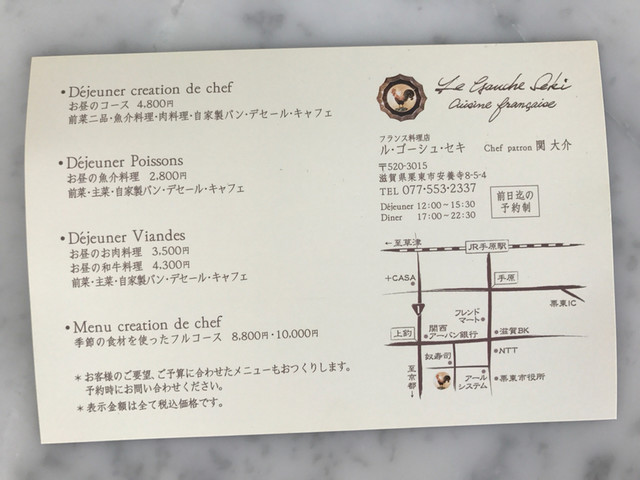 •Déjeuner creation de chef
お昼のコース 4.800円
前菜二品・魚介料理・肉料理・自家製パン・デセール・キャフェ
•Déjeuner Poissons
お昼の魚介料理 2.800円
前菜・主菜・自家製パン・デセール・キャフェ
•Déjeuner Viandes
お昼のお肉料理 3.500円
お昼の和牛料理 4.300円
前菜・主菜・自家製パン・デセール・キャフェ
•Menu creation de chef
季節の食材を使ったフルコース 8.800円・10.000円
＊お客様のご要望、ご予算に合わせたメニューもおつくりします。
予約時にお問い合わせください。
＊表示金額は全て税込価格です。
Le Gauche Seki
Cuisine française
フランス料理店
ル・ゴーシュ・セキ Chef patron 関 大介
〒520-3015
滋賀県栗東市安養寺8-5-4
TEL 077-553-2337
Déjeuner 12:00～15:30
Diner 17:00～22:30
前日迄の
予約制
←至草津
JR手原駅
+CASA
手原
栗東IC
1
フレンド
マート
上鈎
関西
アーバン銀行
滋賀BK
NTT
至京都↓
アール
システム
栗東市役所